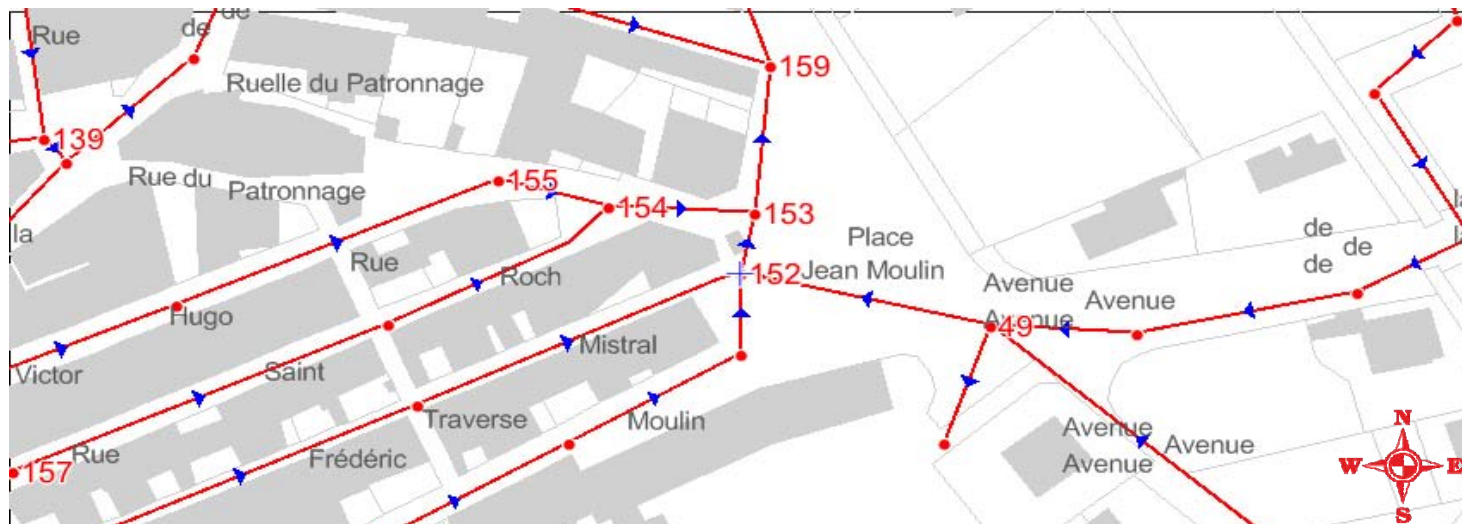 de
Rue
de
159
Ruelle du Patronnage
139
Rue du
Patronnage
155
154
153
la
Place
Jean Moulin
de
de
de
Rue
Roch
152
Avenue
Avenue
Avenue
49
Hugo
Mistral
Victor
Saint
Traverse
Moulin
Rue
Frédéric
157
Avenue
Avenue
Avenue
N
W
E
S